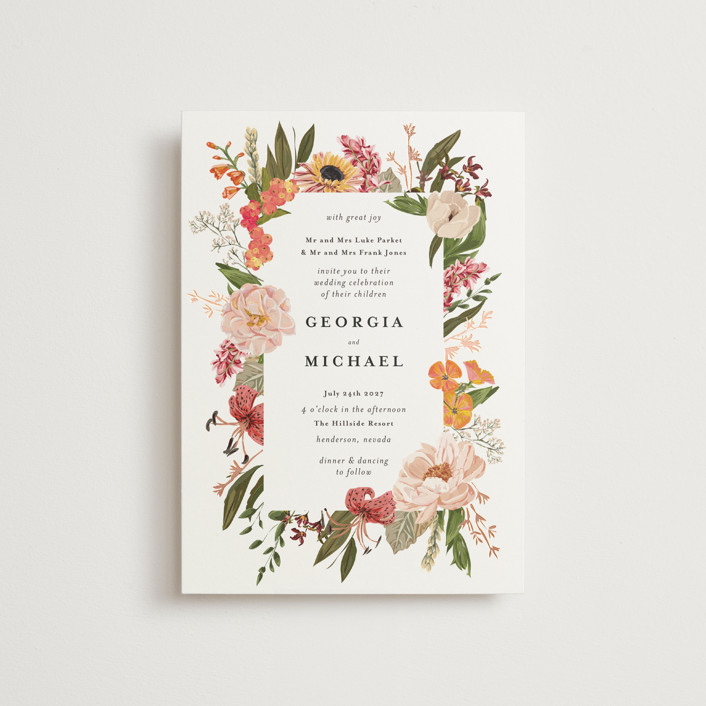 with great joy
Mr and Mrs Luke Parket
& Mr and Mrs Frank Jones
invite you to their
wedding celebration
of their children
GEORGIA
and
MICHAEL
July 24th 2027
4 o'clock in the afternoon
The Hillside Resort
henderson, nevada
dinner & dancing
to follow